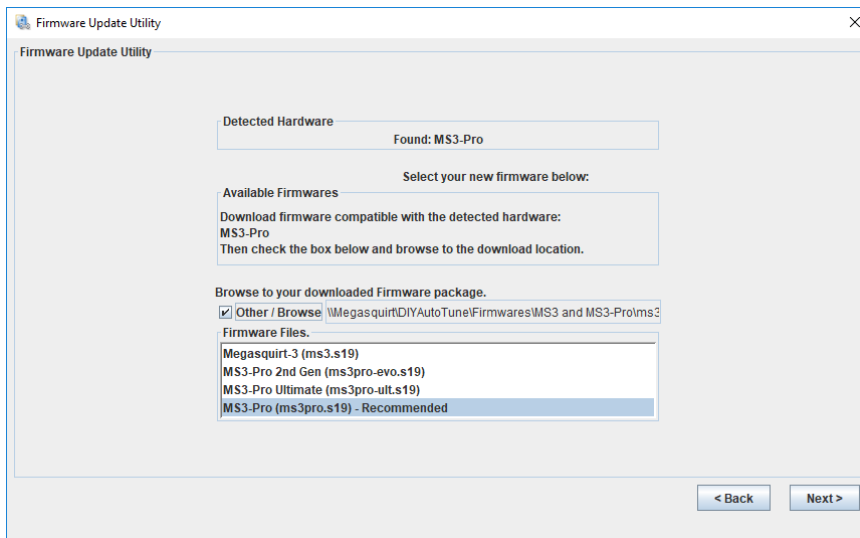 Firmware Update Utility
Firmware Update Utility
Detected Hardware
Found: MS3-Pro
Select your new firmware below:
Available Firmwares
Download firmware compatible with the detected hardware:
MS3-Pro
Then check the box below and browse to the download location.
Browse to your downloaded Firmware package.
Other / Browse \\Megasquirt\DIYAutoTune\Firmwares\MS3 and MS3-Pro\ms3
Firmware Files.
Megasquirt-3 (ms3.s19)
MS3-Pro 2nd Gen (ms3pro-evo.s19)
MS3-Pro Ultimate (ms3pro-ult.s19)
MS3-Pro (ms3pro.s19) - Recommended
< Back Next >